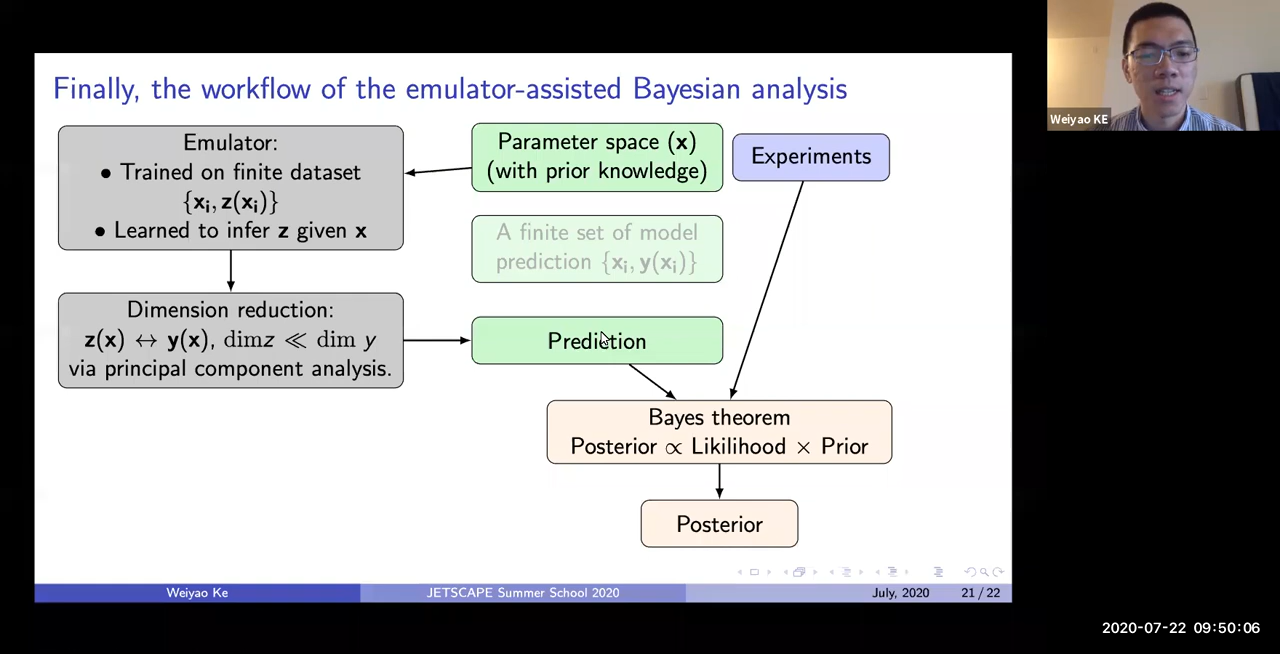 Finally, the workflow of the emulator-assisted Bayesian analysis
Emulator:
• Trained on finite dataset
{xᵢ, z(xᵢ)}
• Learned to infer z given x
Parameter space (x)
(with prior knowledge)
Experiments
A finite set of model
prediction {xᵢ, y(xᵢ)}
Dimension reduction:
z(x) ↔ y(x), dimz ≪ dim y
via principal component analysis.
Prediction
Bayes theorem
Posterior ∝ Likilihood × Prior
Posterior
Weiyao Ke
JETSCAPE Summer School 2020
July, 2020
21 / 22
Weiyao KE
2020-07-22 09:50:06